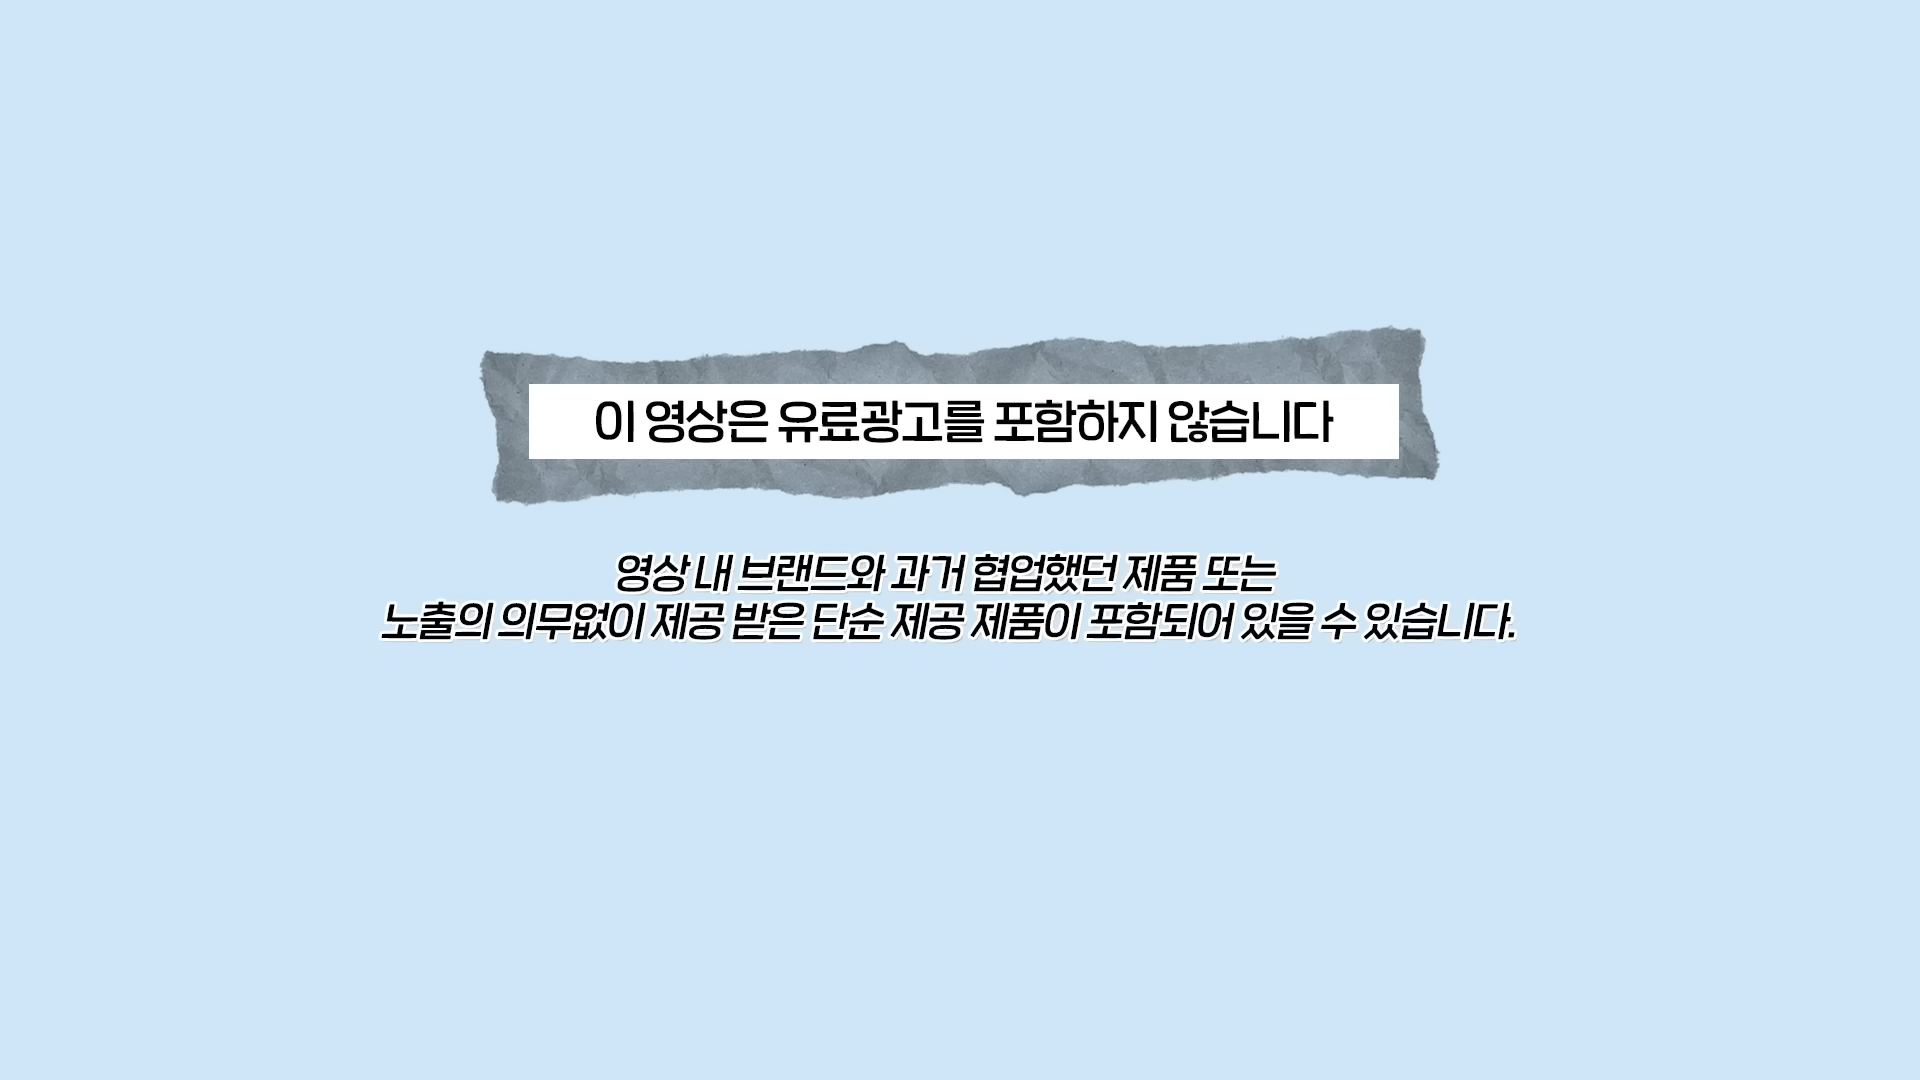 이 영상은 유료광고를 포함하지 않습니다
영상 내 브랜드와 과거 협업했던 제품 또는
노출의 의무없이 제공 받은 단순 제공 제품이 포함되어 있을 수 있습니다.